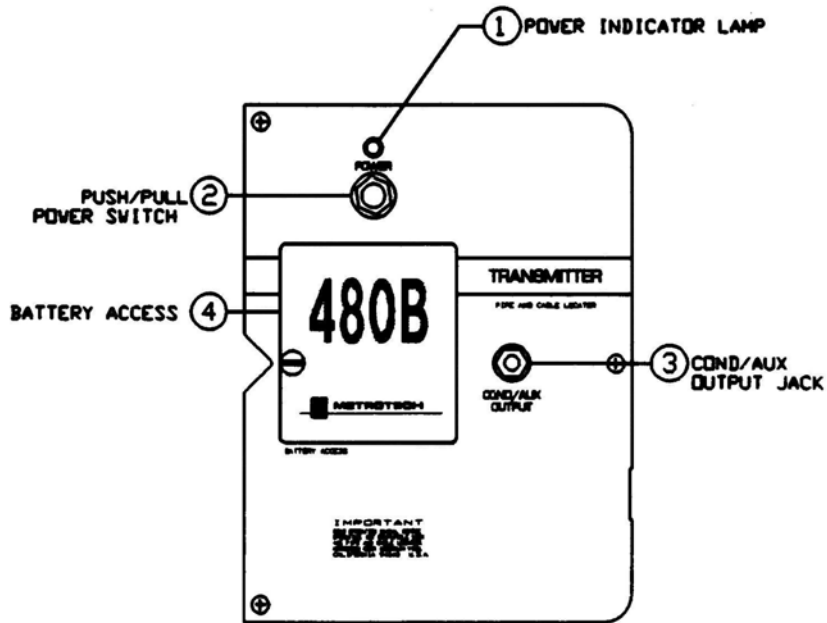 ① POWER INDICATOR LAMP
POWER
PUSH/PULL ②
POWER SWITCH
TRANSMITTER
480B
PIPE AND CABLE LOCATOR
BATTERY ACCESS ④
③ COND/AUX
OUTPUT JACK
COND/AUX
OUTPUT
METROTECH
BATTERY ACCESS
IMPORTANT